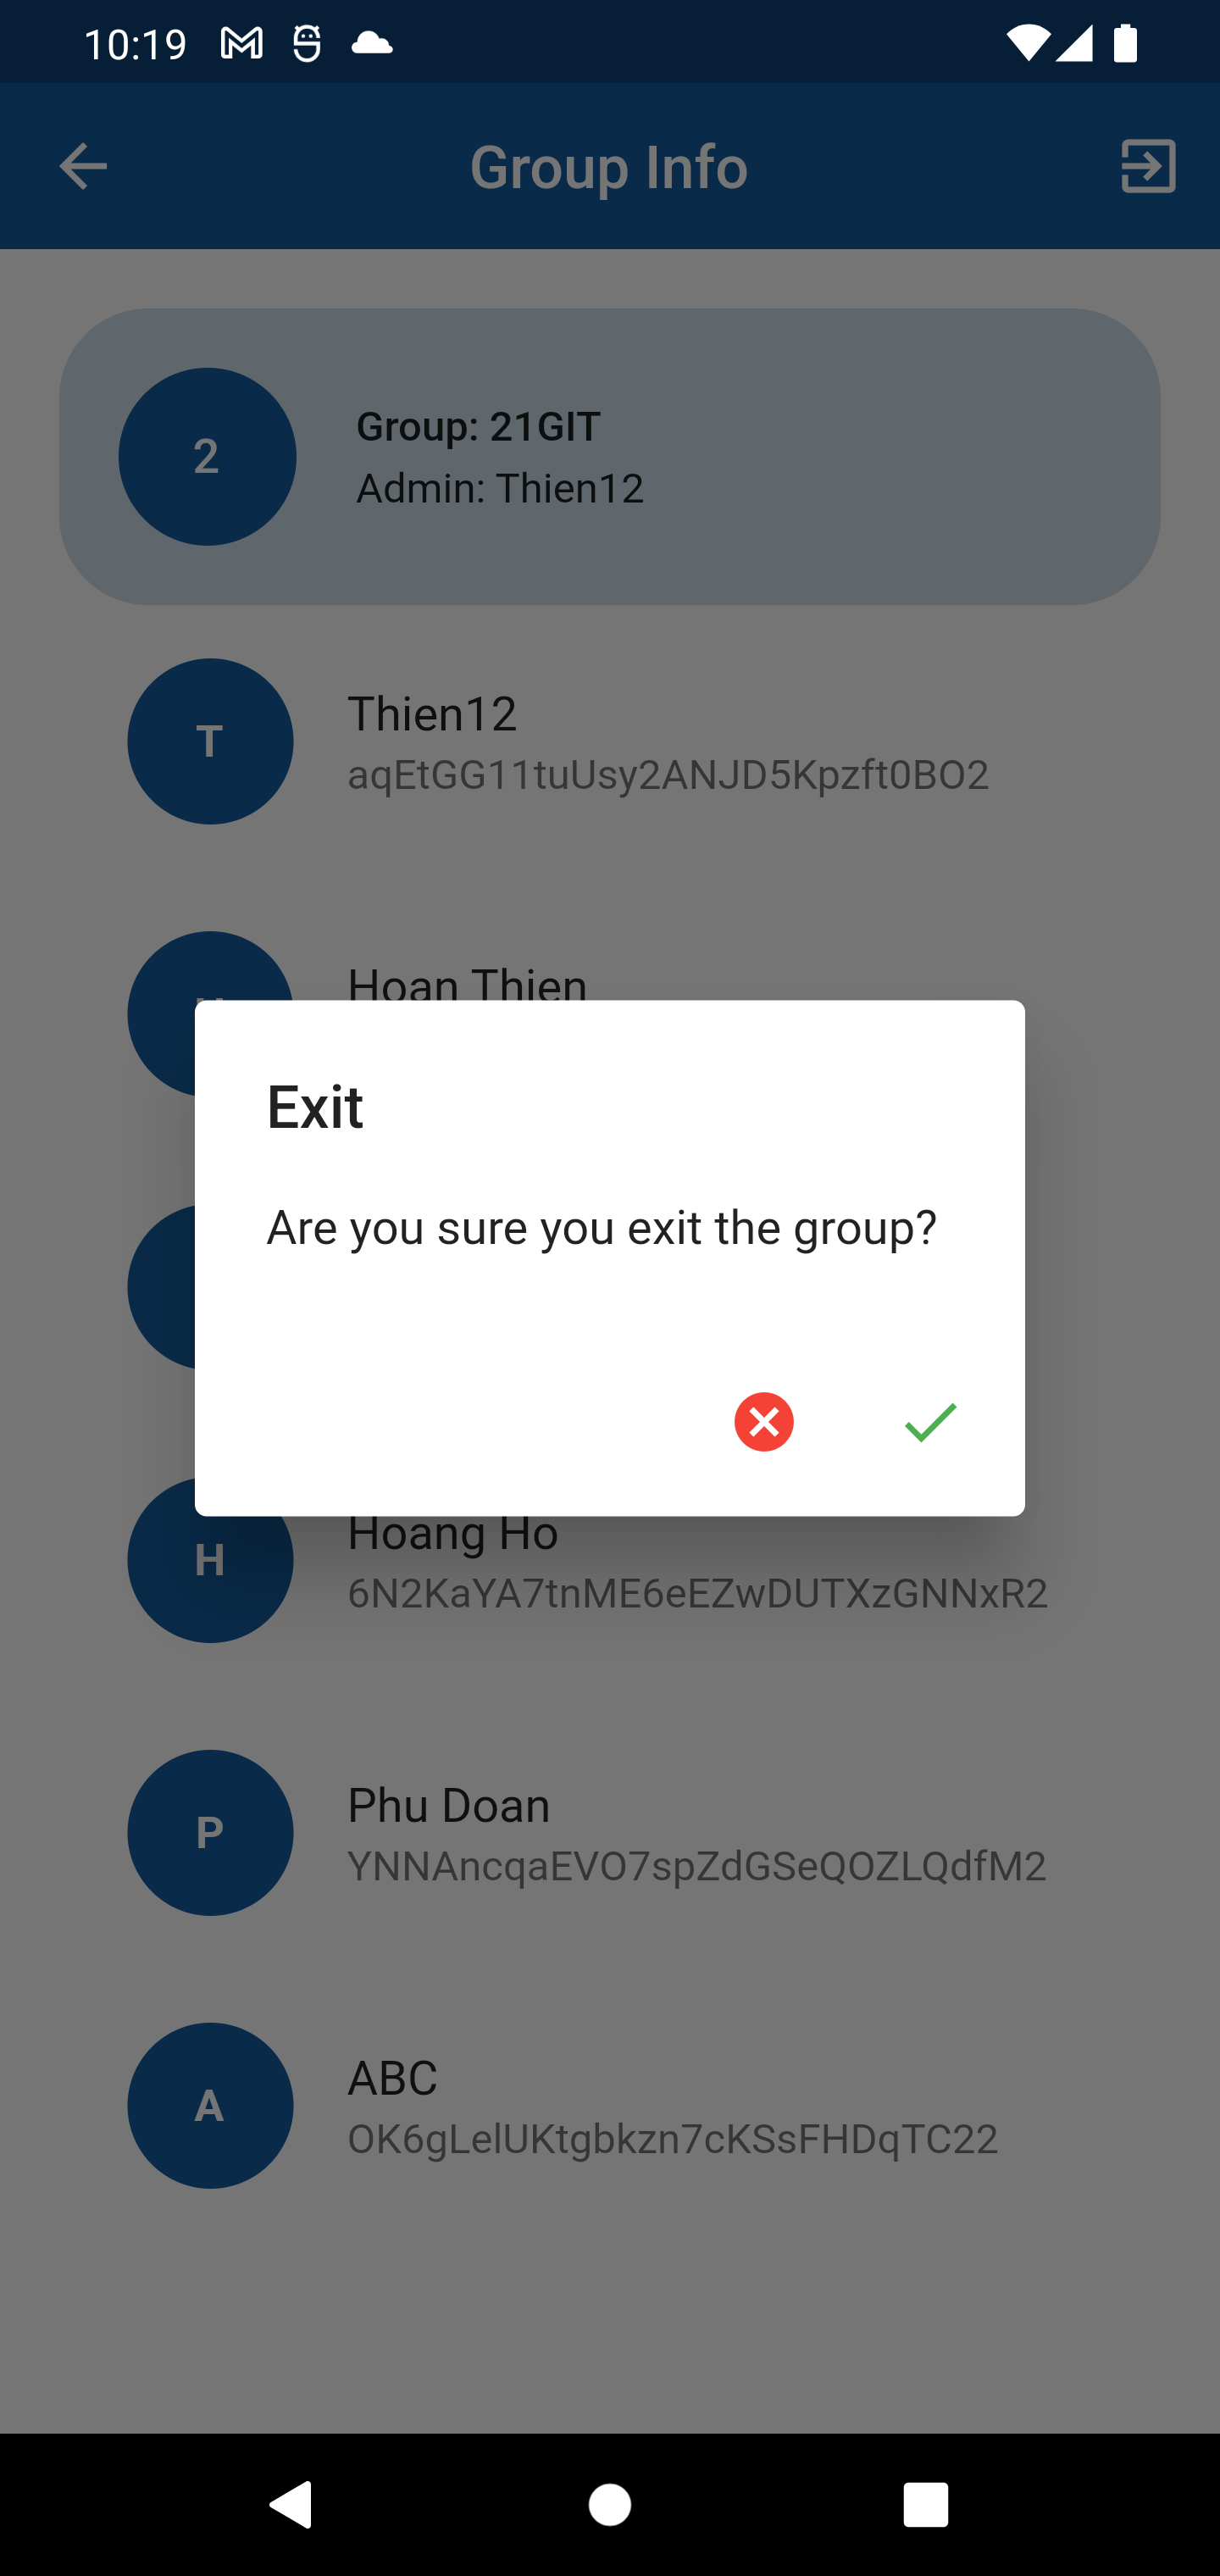 10:19
Group Info
2
Group: 21GIT
Admin: Thien12
T
Thien12
aqEtGG11tuUsy2ANJD5Kpzft0BO2
Hoan Thien
Exit
Are you sure you exit the group?
H
Hoang Ho
6N2KaYA7tnME6eEZwDUTXzGNNxR2
P
Phu Doan
YNNAncqaEVO7spZdGSeQOZLQdfM2
A
ABC
OK6gLelUKtgbkzn7cKSsFHDqTC22